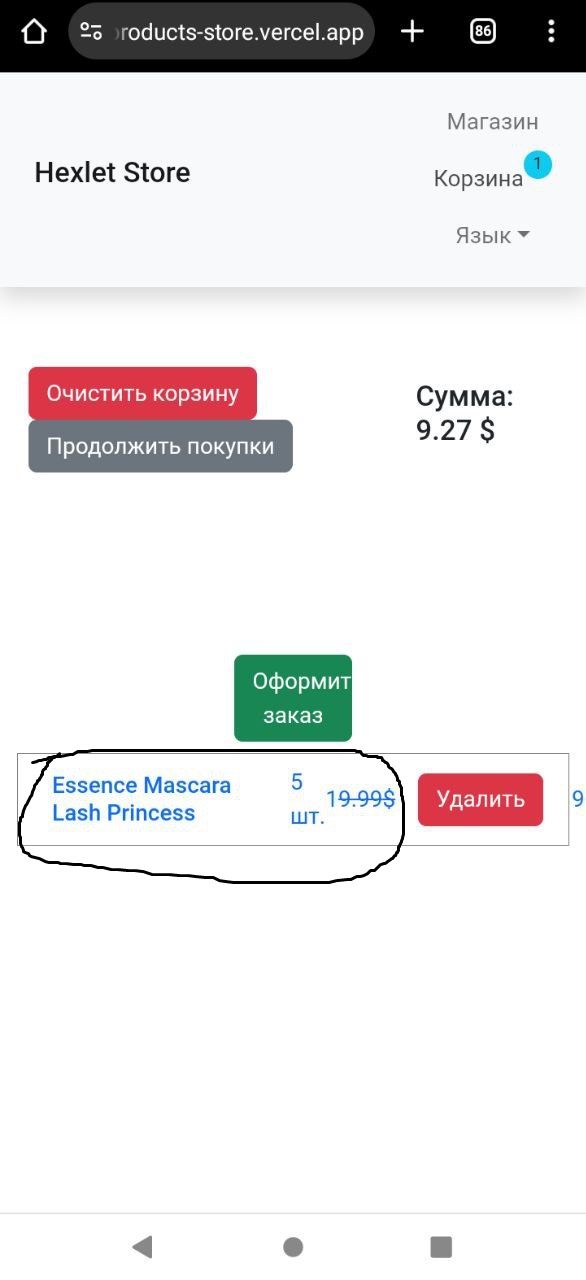 roducts-store.vercel.app
86
Магазин
Hexlet Store
Корзина 1
Язык
Очистить корзину
Продолжить покупки
Сумма:
9.27 $
Оформит
заказ
Essence Mascara
Lash Princess
5
шт.
19.99$
Удалить
9